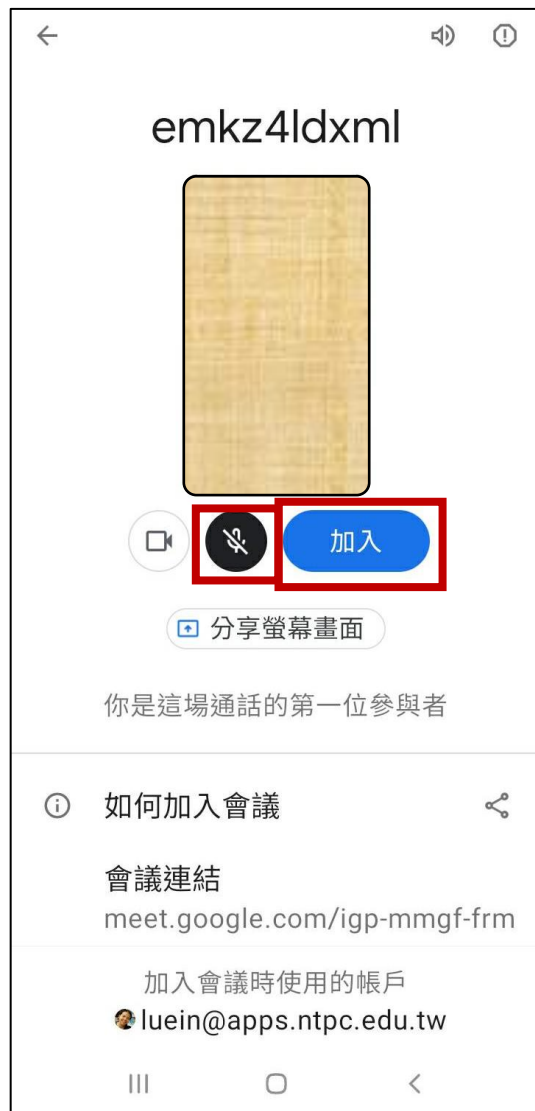 emkz4ldxml
加入
分享螢幕畫面
你是這場通話的第一位參與者
如何加入會議
會議連結
meet.google.com/igp-mmgf-frm
加入會議時使用的帳戶
luein@apps.ntpc.edu.tw